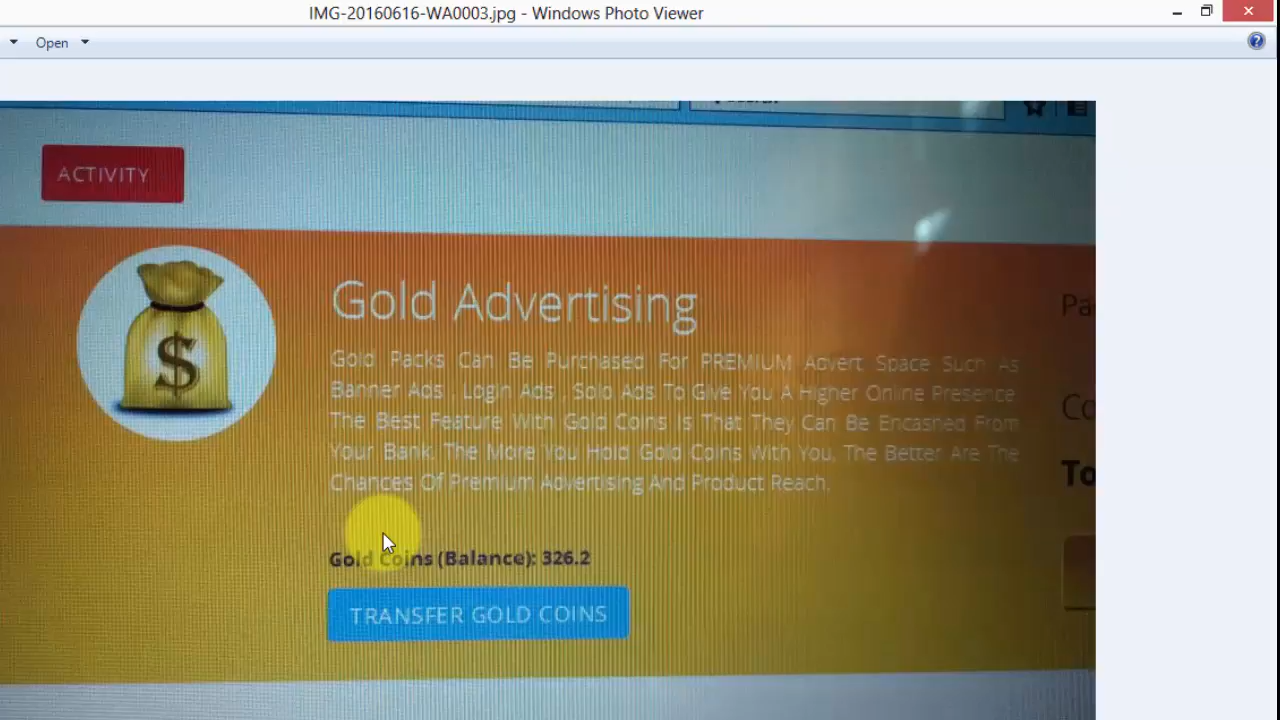 IMG-20160616-WA0003.jpg - Windows Photo Viewer
Open
ACTIVITY
$
Gold Advertising
Gold Packs Can Be Purchased For PREMIUM Advert Space Such As
Banner Ads , Login Ads , Solo Ads To Give You A Higher Online Presence.
The Best Feature With Gold Coins Is That They Can Be Encashed From
Your Bank. The More You Hold Gold Coins With You, The Better Are The
Chances Of Premium Advertising And Product Reach.
Gold Coins (Balance): 326.2
TRANSFER GOLD COINS
Pa
Co
To